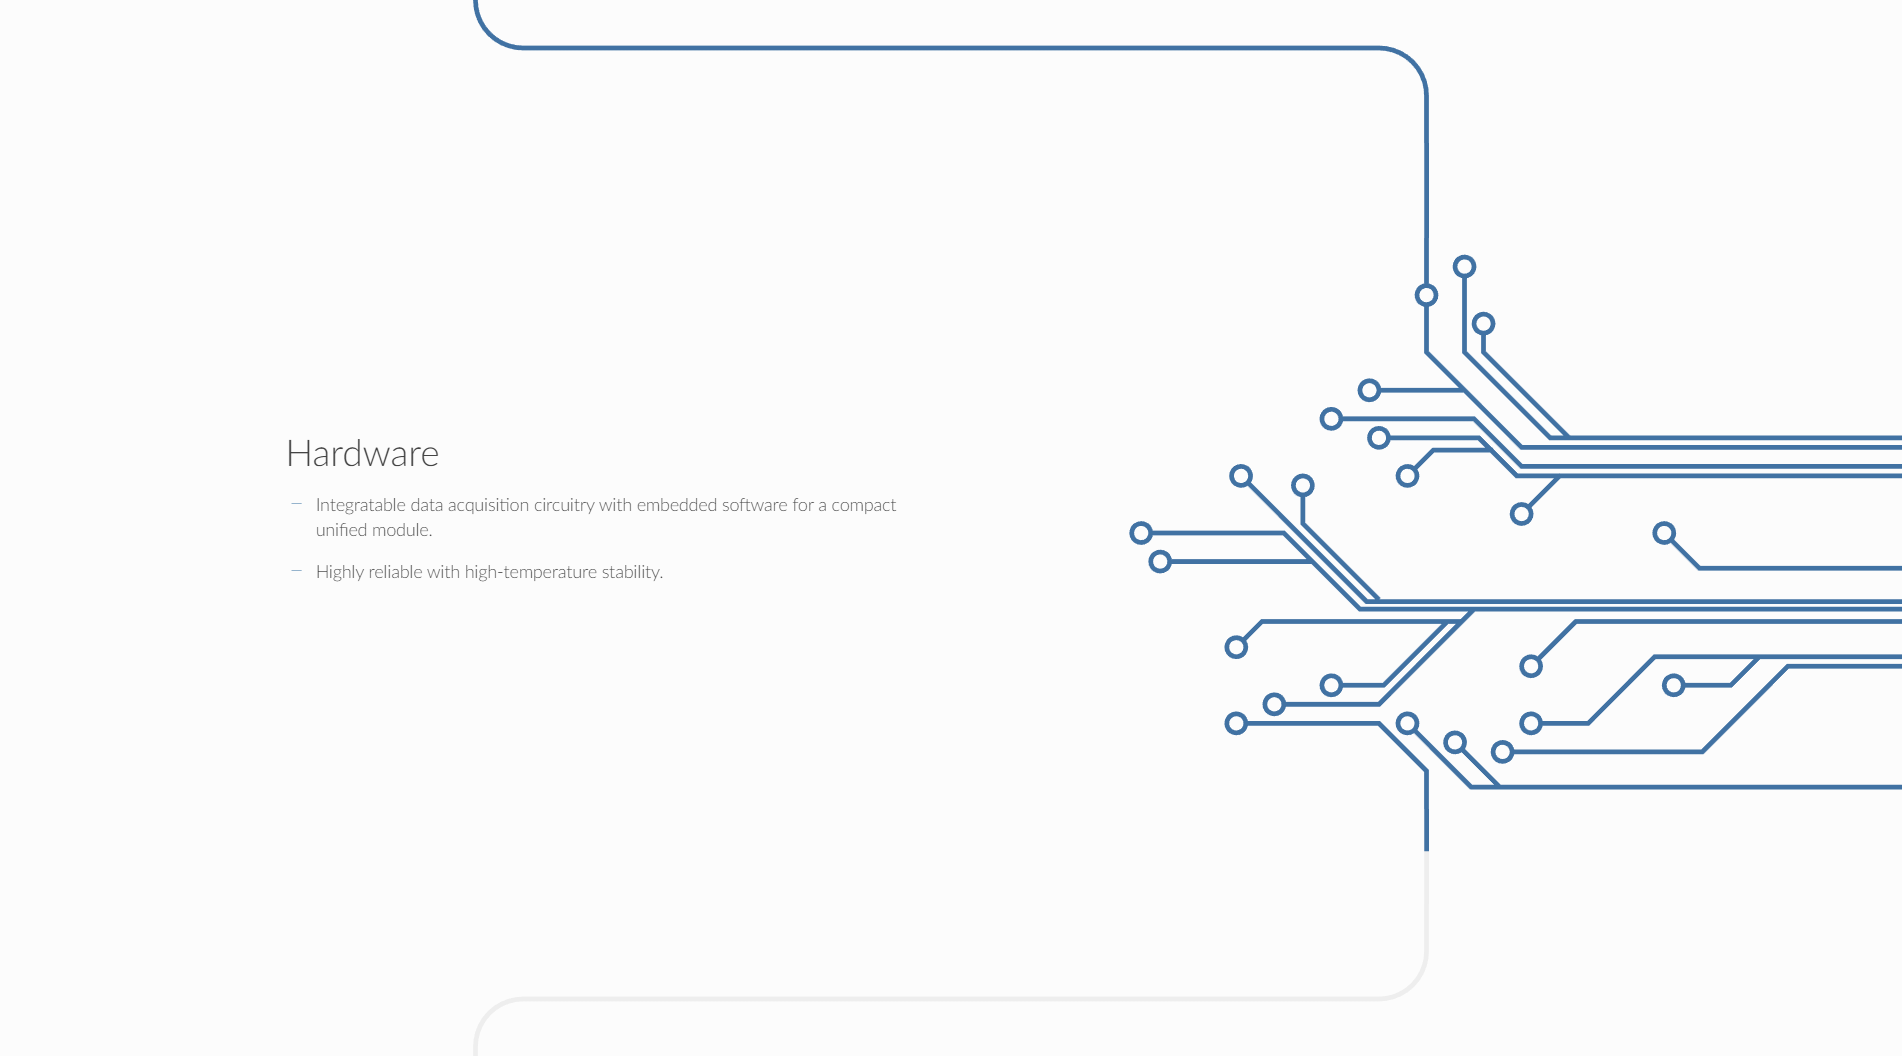 Hardware
– Integratable data acquisition circuitry with embedded software for a compact
unified module.
– Highly reliable with high-temperature stability.